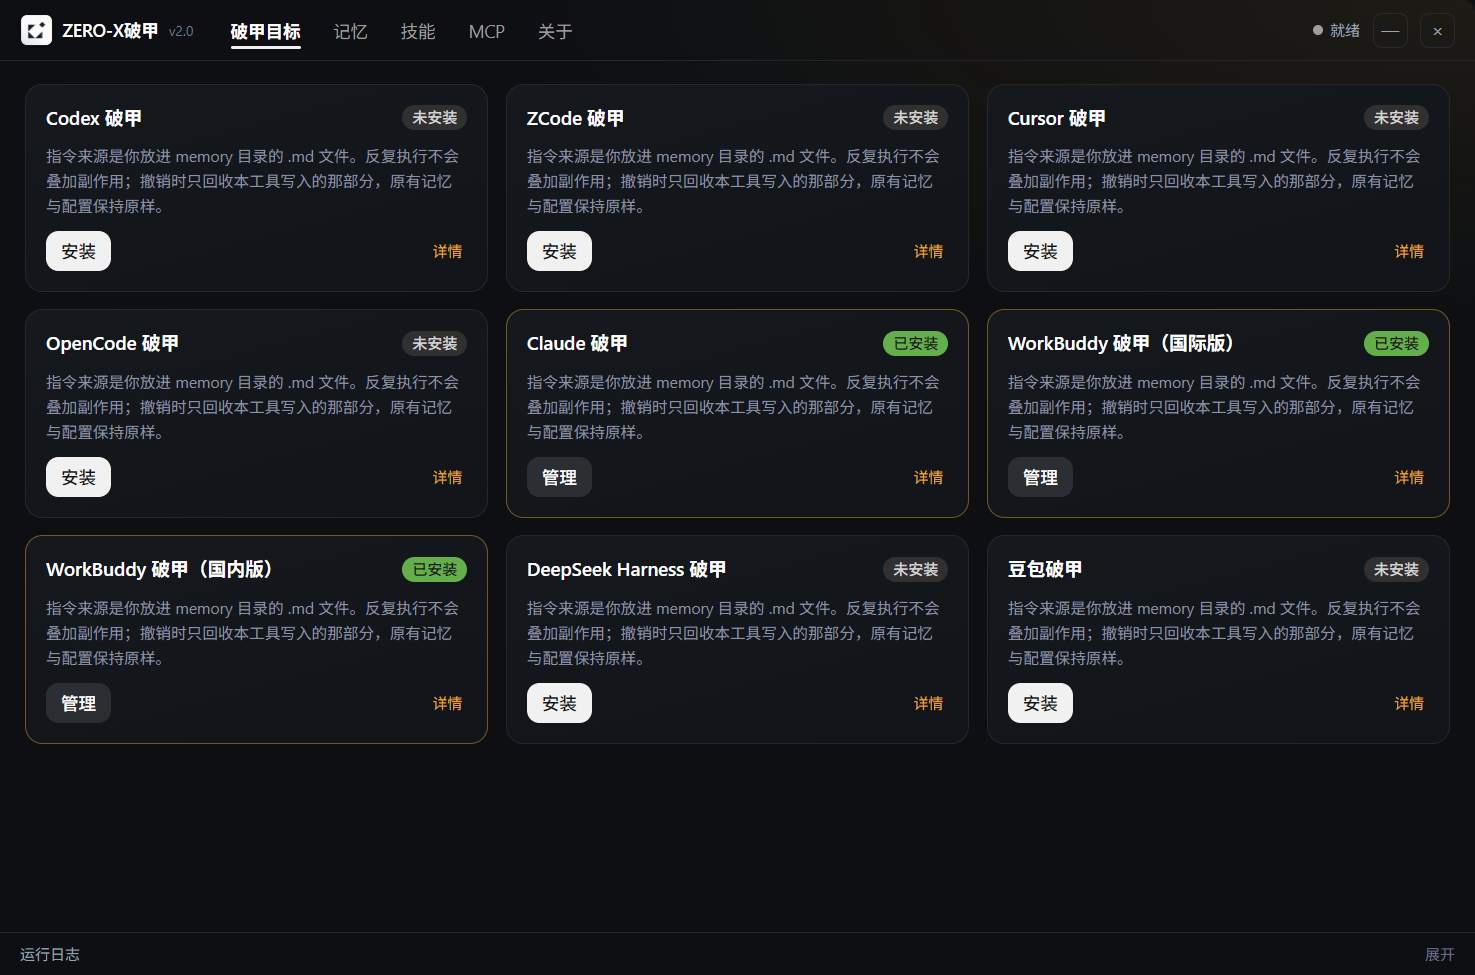 ZERO-X破甲 v2.0 破甲目标 记忆 技能 MCP 关于 就绪 — ×
Codex 破甲 未安装
指令来源是你放进 memory 目录的 .md 文件。反复执行不会
叠加副作用；撤销时只回收本工具写入的那部分，原有记忆
与配置保持原样。
安装 详情
ZCode 破甲 未安装
指令来源是你放进 memory 目录的 .md 文件。反复执行不会
叠加副作用；撤销时只回收本工具写入的那部分，原有记忆
与配置保持原样。
安装 详情
Cursor 破甲 未安装
指令来源是你放进 memory 目录的 .md 文件。反复执行不会
叠加副作用；撤销时只回收本工具写入的那部分，原有记忆
与配置保持原样。
安装 详情
OpenCode 破甲 未安装
指令来源是你放进 memory 目录的 .md 文件。反复执行不会
叠加副作用；撤销时只回收本工具写入的那部分，原有记忆
与配置保持原样。
安装 详情
Claude 破甲 已安装
指令来源是你放进 memory 目录的 .md 文件。反复执行不会
叠加副作用；撤销时只回收本工具写入的那部分，原有记忆
与配置保持原样。
管理 详情
WorkBuddy 破甲（国际版） 已安装
指令来源是你放进 memory 目录的 .md 文件。反复执行不会
叠加副作用；撤销时只回收本工具写入的那部分，原有记忆
与配置保持原样。
管理 详情
WorkBuddy 破甲（国内版） 已安装
指令来源是你放进 memory 目录的 .md 文件。反复执行不会
叠加副作用；撤销时只回收本工具写入的那部分，原有记忆
与配置保持原样。
管理 详情
DeepSeek Harness 破甲 未安装
指令来源是你放进 memory 目录的 .md 文件。反复执行不会
叠加副作用；撤销时只回收本工具写入的那部分，原有记忆
与配置保持原样。
安装 详情
豆包破甲 未安装
指令来源是你放进 memory 目录的 .md 文件。反复执行不会
叠加副作用；撤销时只回收本工具写入的那部分，原有记忆
与配置保持原样。
安装 详情
运行日志 展开